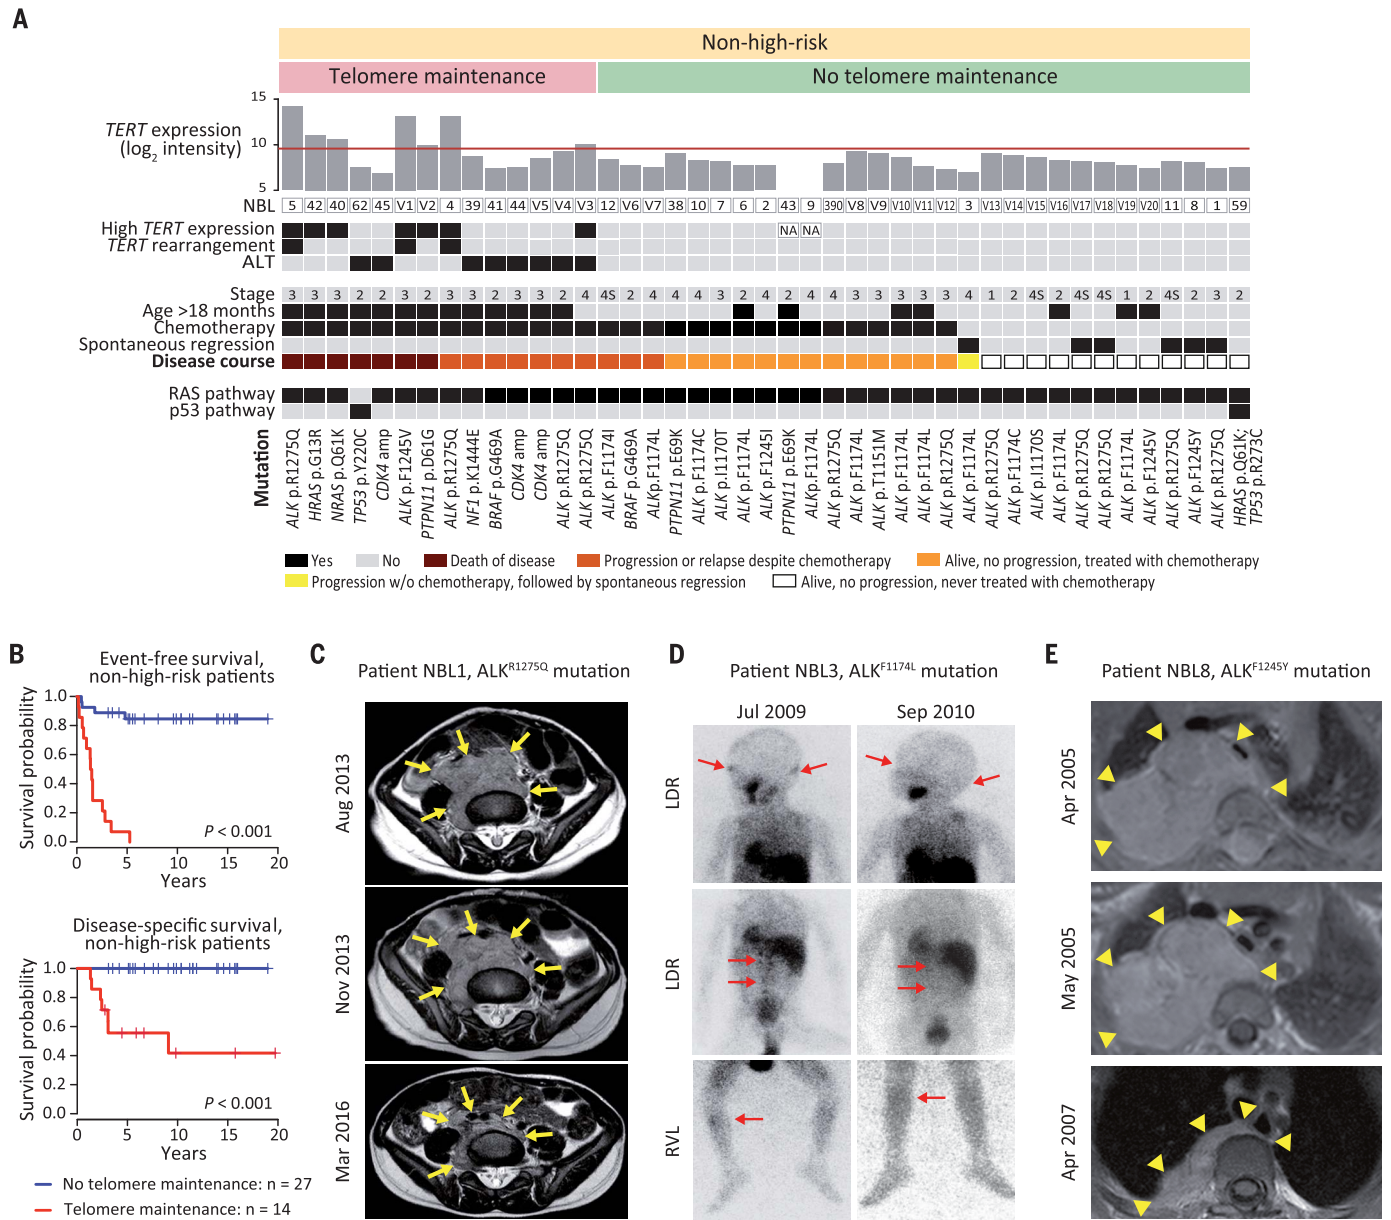 A
Non-high-risk
Telomere maintenance
No telomere maintenance
TERT expression
(log2 intensity)
15
10
5
NBL 5 42 40 62 45 V1 V2 4 39 41 44 V5 V4 V3 12 V6 V7 38 10 7 6 2 43 9 390 V8 V9 V10 V11 V12 3 V13 V14 V15 V16 V17 V18 V19 V20 11 8 1 59
High TERT expression NA NA
TERT rearrangement
ALT
Stage 3 3 3 2 2 3 2 3 3 2 3 3 2 4 4S 2 4 4 4 3 2 4 2 4 4 3 3 3 3 3 4 1 2 4S 2 4S 4S 1 2 4S 2 3 2
Age >18 months
Chemotherapy
Spontaneous regression
Disease course
RAS pathway
p53 pathway
Mutation
ALK p.R1275Q
HRAS p.G13R
NRAS p.Q61K
TP53 p.Y220C
CDK4 amp
ALK p.F1245V
PTPN11 p.D61G
ALK p.R1275Q
NF1 p.K1444E
BRAF p.G469A
CDK4 amp
CDK4 amp
ALK p.R1275Q
ALK p.R1275Q
ALK p.F1174I
BRAF p.G469A
ALKp.F1174L
PTPN11 p.E69K
ALK p.F1174C
ALK p.I1170T
ALK p.F1174L
ALK p.F1245I
PTPN11 p.E69K
ALKp.F1174L
ALK p.R1275Q
ALK p.F1174L
ALK p.T1151M
ALK p.F1174L
ALK p.F1174L
ALK p.R1275Q
ALK p.F1174L
ALK p.R1275Q
ALK p.F1174C
ALK p.I1170S
ALK p.F1174L
ALK p.R1275Q
ALK p.R1275Q
ALK p.F1174L
ALK p.F1245V
ALK p.R1275Q
ALK p.F1245Y
ALK p.R1275Q
HRAS p.Q61K;
TP53 p.R273C
Yes
No
Death of disease
Progression or relapse despite chemotherapy
Alive, no progression, treated with chemotherapy
Progression w/o chemotherapy, followed by spontaneous regression
Alive, no progression, never treated with chemotherapy
B
Event-free survival,
non-high-risk patients
Survival probability
1.0
0.8
0.6
0.4
0.2
0.0
P < 0.001
0 5 10 15 20
Years
Disease-specific survival,
non-high-risk patients
Survival probability
1.0
0.8
0.6
0.4
0.2
0.0
P < 0.001
0 5 10 15 20
Years
No telomere maintenance: n = 27
Telomere maintenance: n = 14
C
Patient NBL1, ALKR1275Q mutation
Aug 2013
Nov 2013
Mar 2016
D
Patient NBL3, ALKF1174L mutation
Jul 2009
Sep 2010
LDR
LDR
RVL
E
Patient NBL8, ALKF1245Y mutation
Apr 2005
May 2005
Apr 2007